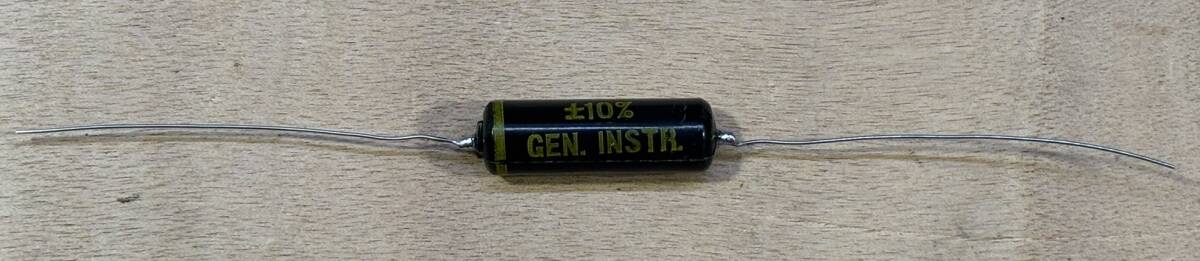 ±10%
GEN. INSTR.